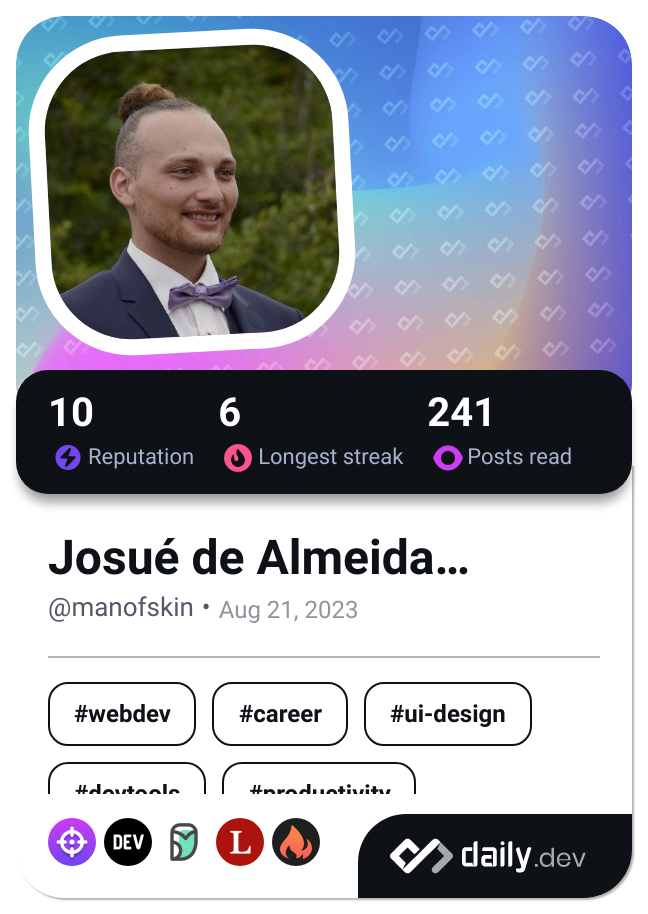 10 6 241
Reputation Longest streak Posts read
Josué de Almeida...
@manofskin • Aug 21, 2023
#webdev #career #ui-design
#devtools #productivity
DEV L
daily.dev